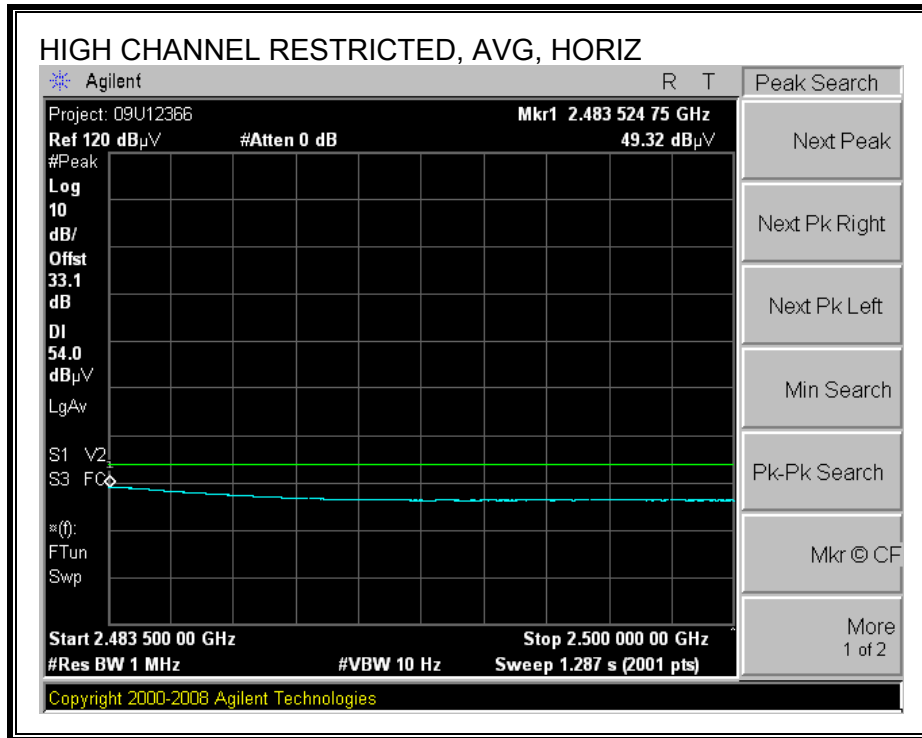 HIGH CHANNEL RESTRICTED, AVG, HORIZ
Agilent R T
Peak Search
Project: 09U12366 Mkr1 2.483 524 75 GHz
Ref 120 dBµV #Atten 0 dB 49.32 dBµV
#Peak
Log
10
dB/
Offst
33.1
dB
DI
54.0
dBµV
LgAv
S1 V2
S3 FC
¤(f):
FTun
Swp
1
Start 2.483 500 00 GHz Stop 2.500 000 00 GHz
#Res BW 1 MHz #VBW 10 Hz Sweep 1.287 s (2001 pts)
Next Peak
Next Pk Right
Next Pk Left
Min Search
Pk-Pk Search
Mkr © CF
More
1 of 2
Copyright 2000-2008 Agilent Technologies